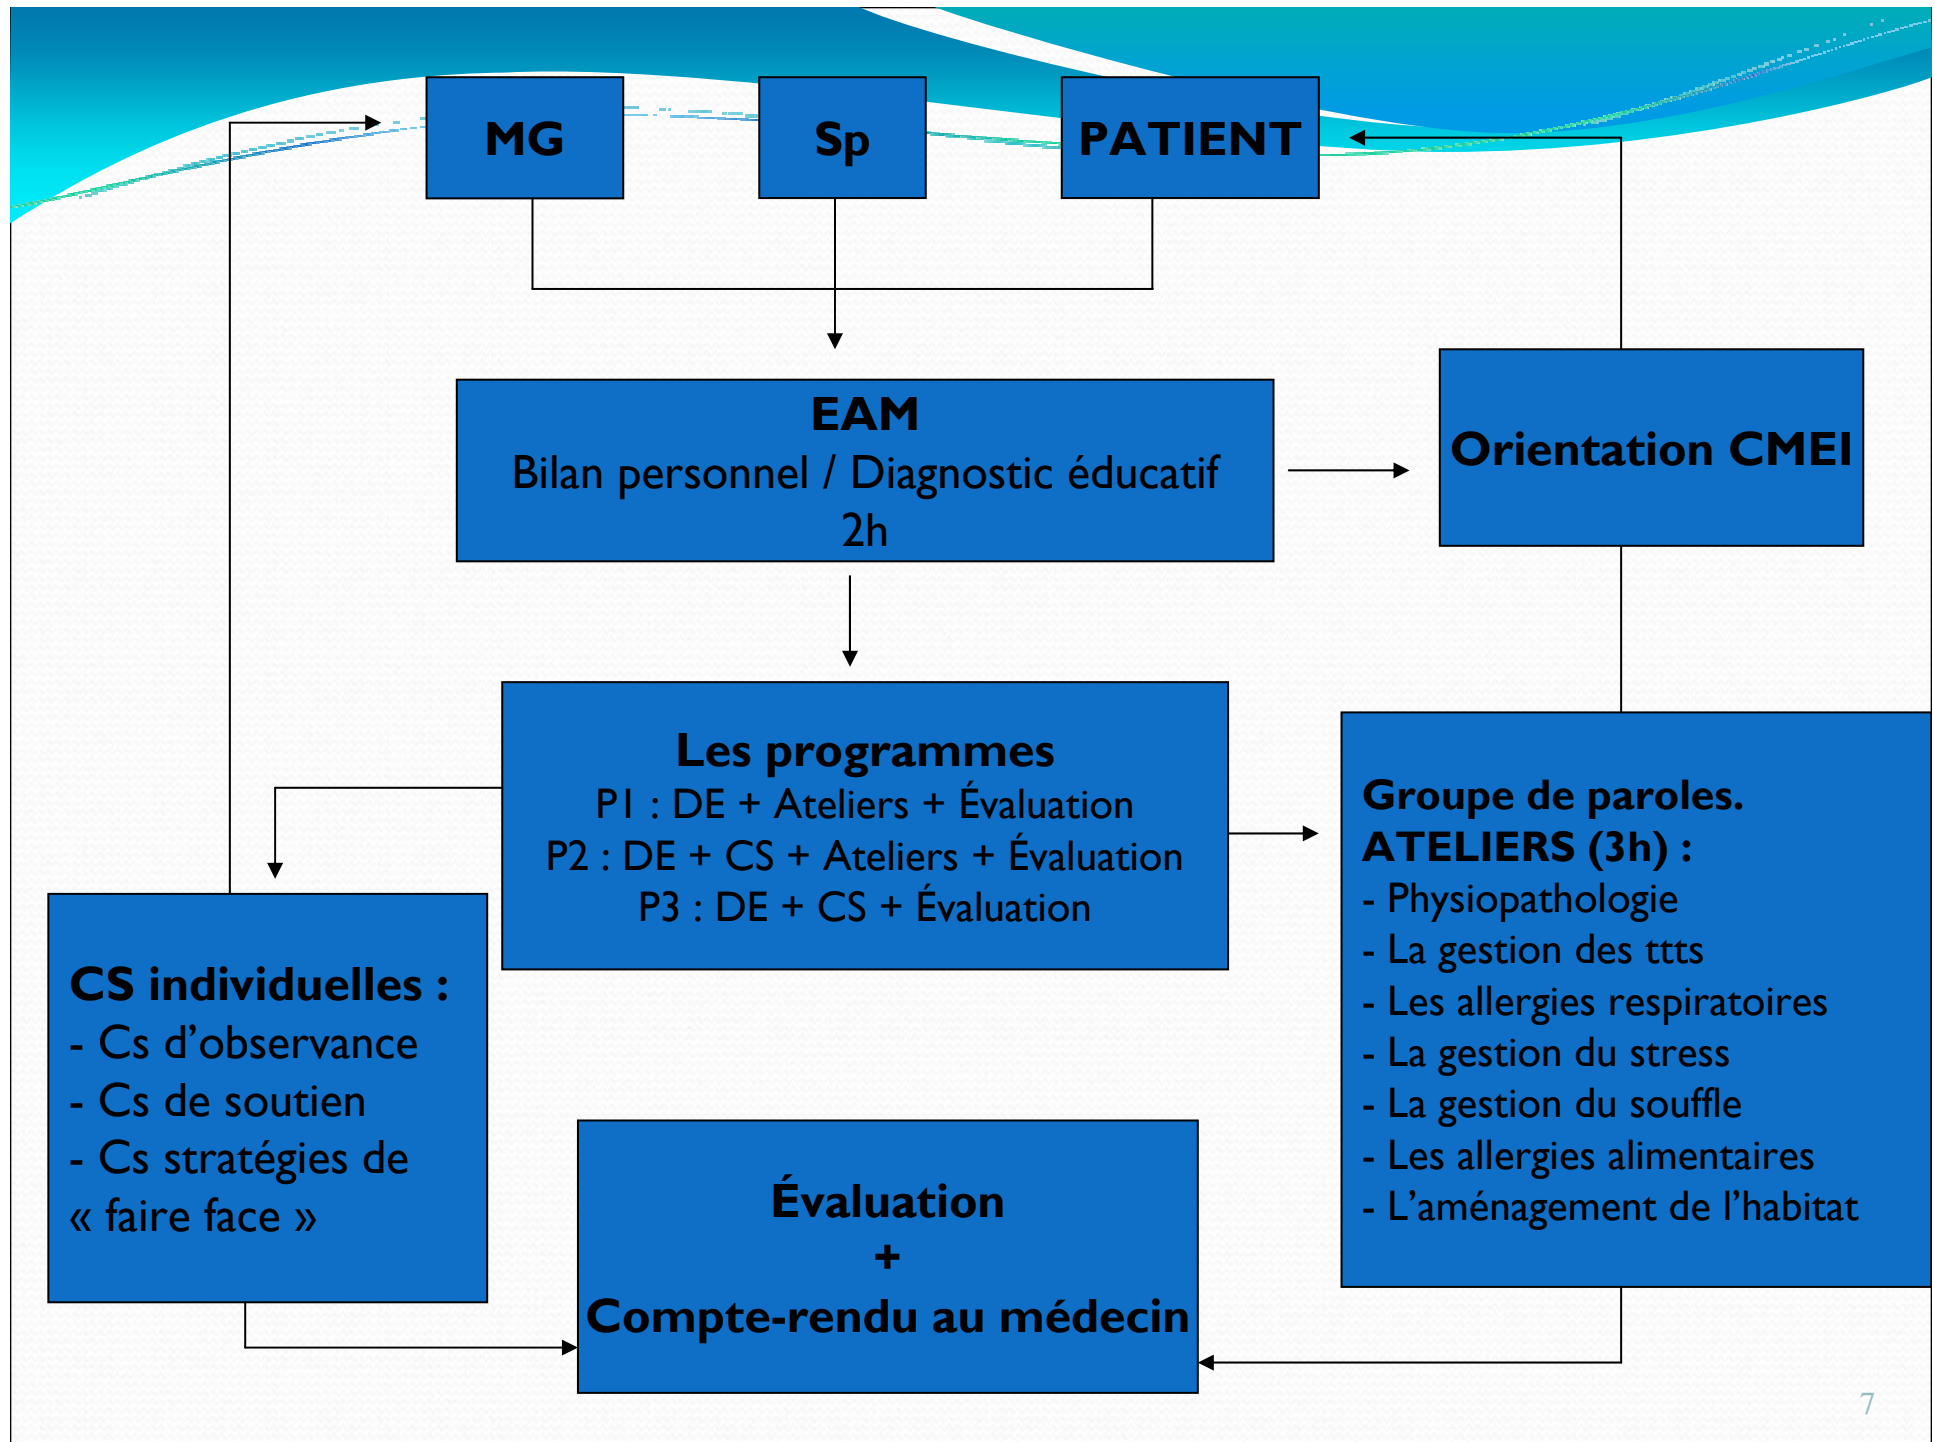 MG
Sp
PATIENT
EAM
Bilan personnel / Diagnostic éducatif
2h
Orientation CMEI
Les programmes
P1 : DE + Ateliers + Évaluation
P2 : DE + CS + Ateliers + Évaluation
P3 : DE + CS + Évaluation
Groupe de paroles.
ATELIERS (3h) :
- Physiopathologie
- La gestion des ttts
- Les allergies respiratoires
- La gestion du stress
- La gestion du souffle
- Les allergies alimentaires
- L’aménagement de l’habitat
CS individuelles :
- Cs d’observance
- Cs de soutien
- Cs stratégies de
« faire face »
Évaluation
+
Compte-rendu au médecin
7